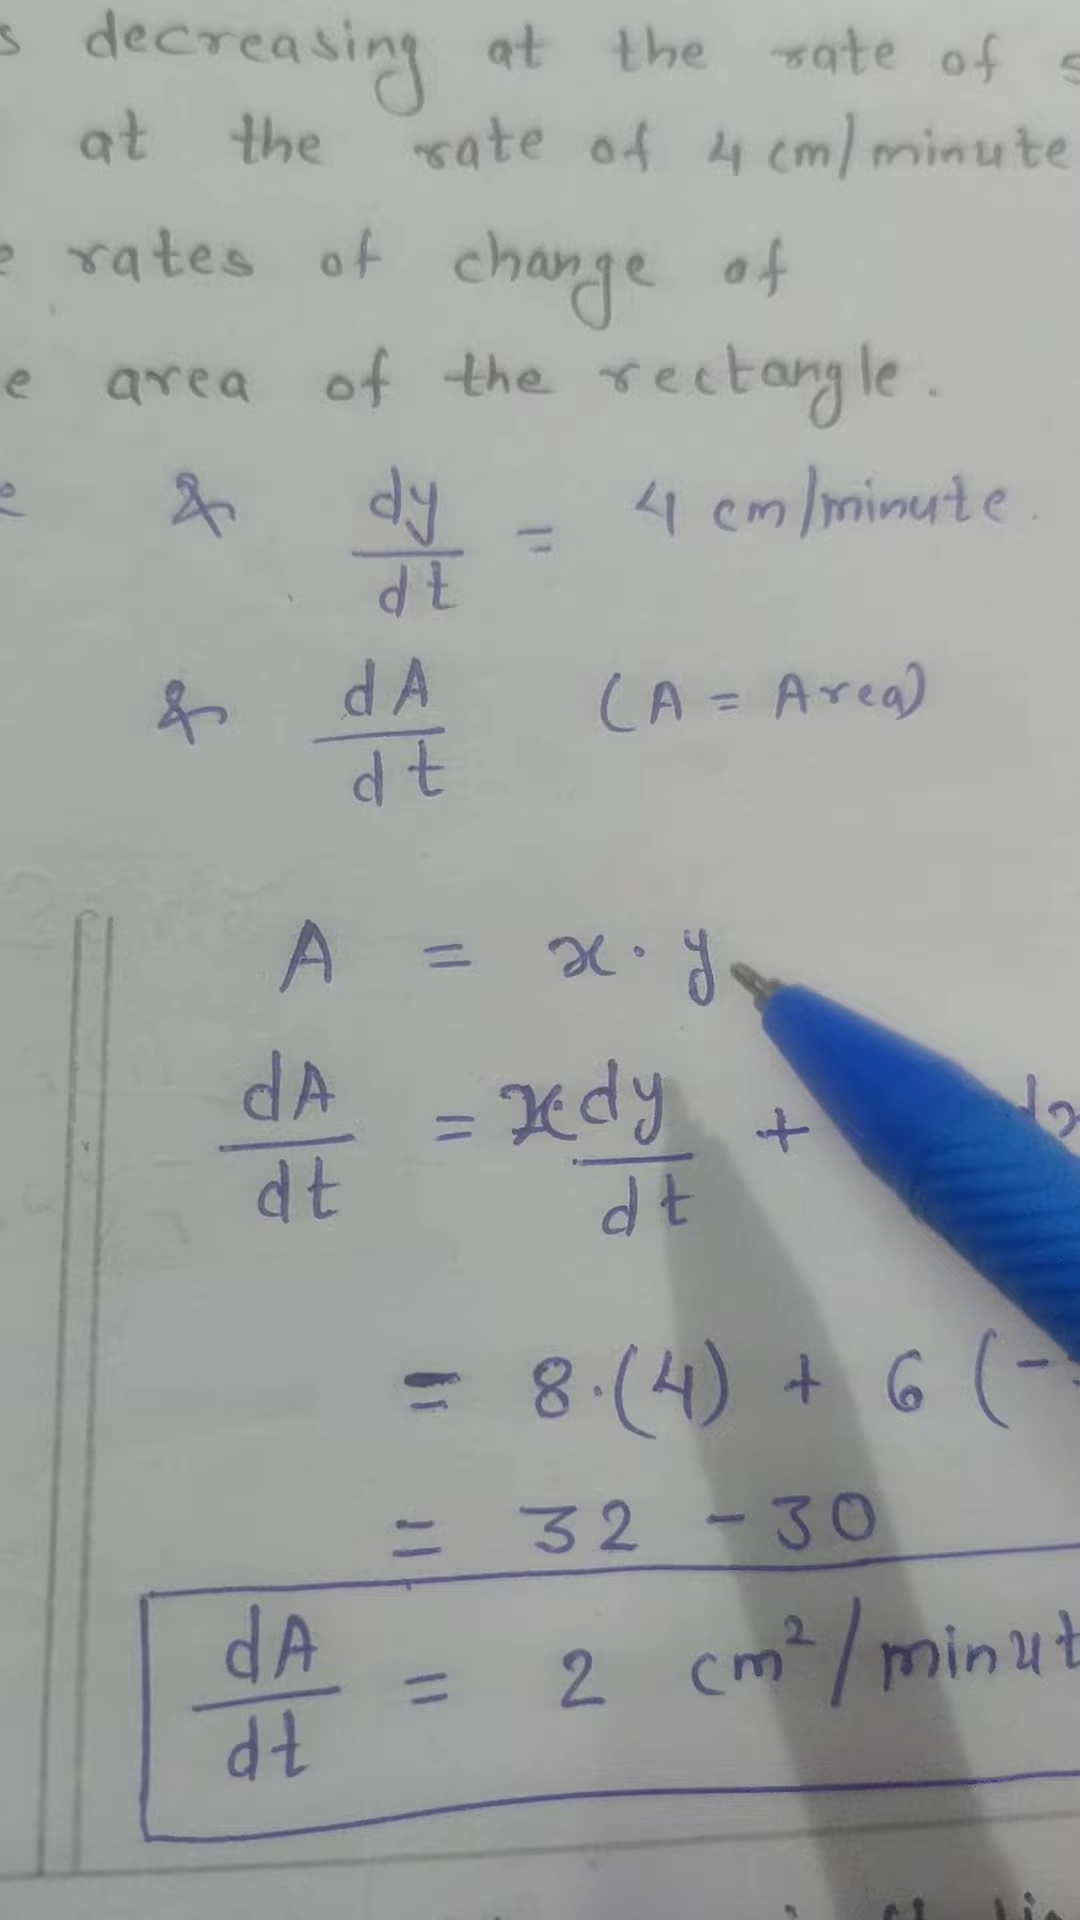 s decreasing at the rate of
at the rate of 4 cm/minute
rates of change of
e area of the rectangle.
& dy/dt = 4 cm/minute.
& dA/dt (A = Area)
A = x · y
dA/dt = x dy/dt +
= 8·(4) + 6 (-
= 32 - 30
dA/dt = 2 cm²/minut